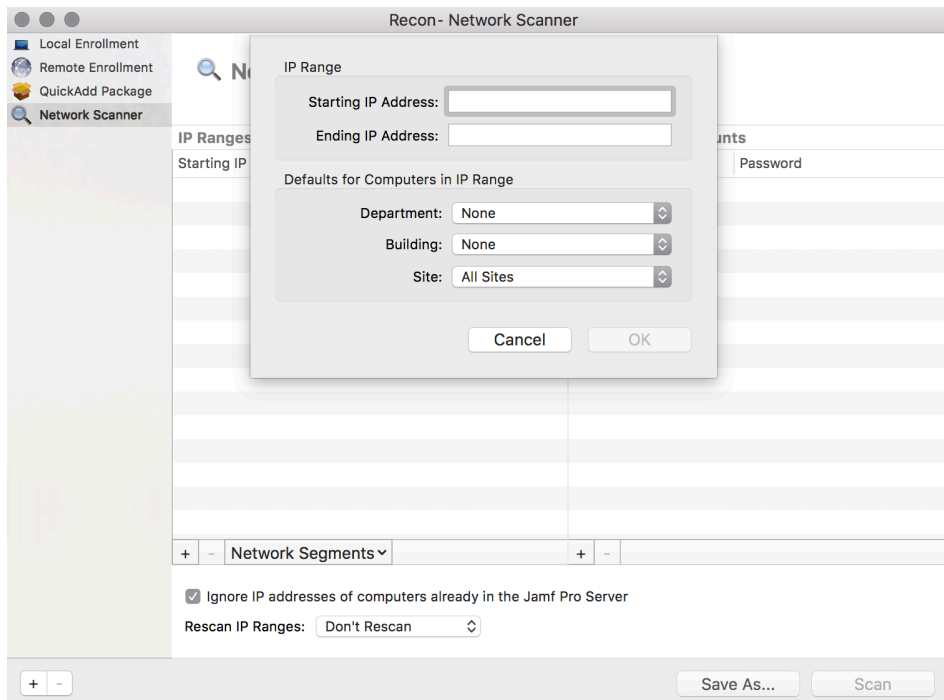 Recon- Network Scanner
Local Enrollment
Remote Enrollment
QuickAdd Package
Network Scanner
IP Range
Starting IP Address:
Ending IP Address:
Defaults for Computers in IP Range
Department: None
Building: None
Site: All Sites
Cancel OK
IP Ranges
Starting IP
Password
+ - Network Segments
+ -
Ignore IP addresses of computers already in the Jamf Pro Server
Rescan IP Ranges: Don't Rescan
+ - Save As... Scan